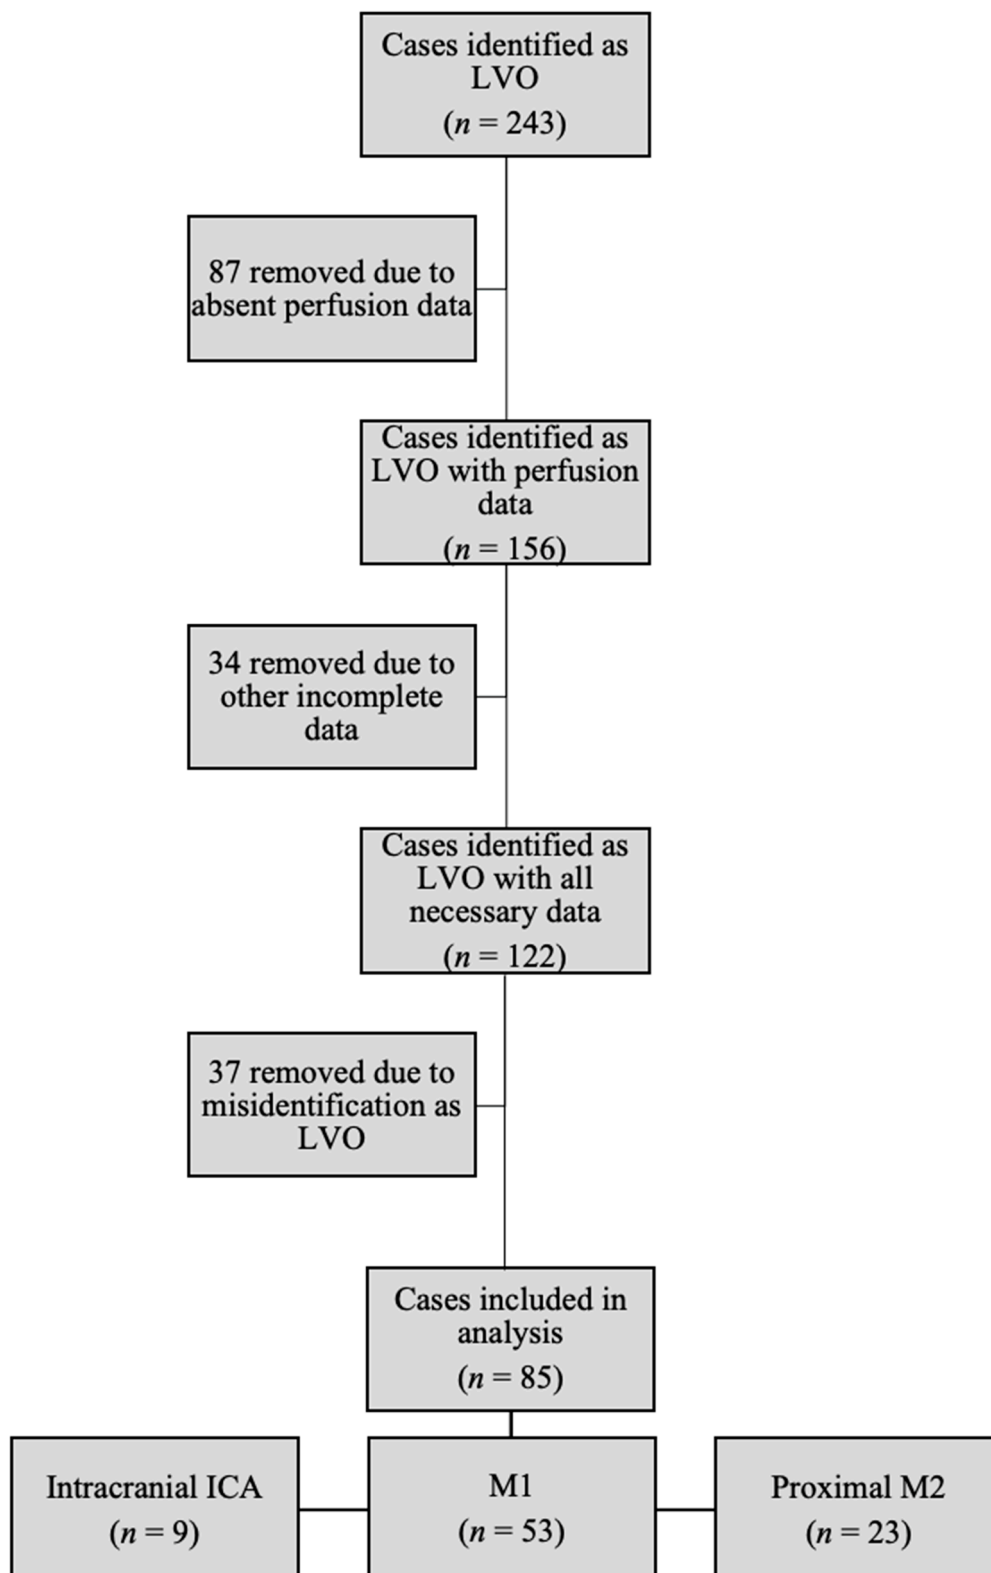 Cases identified as
LVO
(n = 243)
87 removed due to
absent perfusion data
Cases identified as
LVO with perfusion
data
(n = 156)
34 removed due to
other incomplete
data
Cases identified as
LVO with all
necessary data
(n = 122)
37 removed due to
misidentification as
LVO
Cases included in
analysis
(n = 85)
Intracranial ICA
(n = 9)
M1
(n = 53)
Proximal M2
(n = 23)